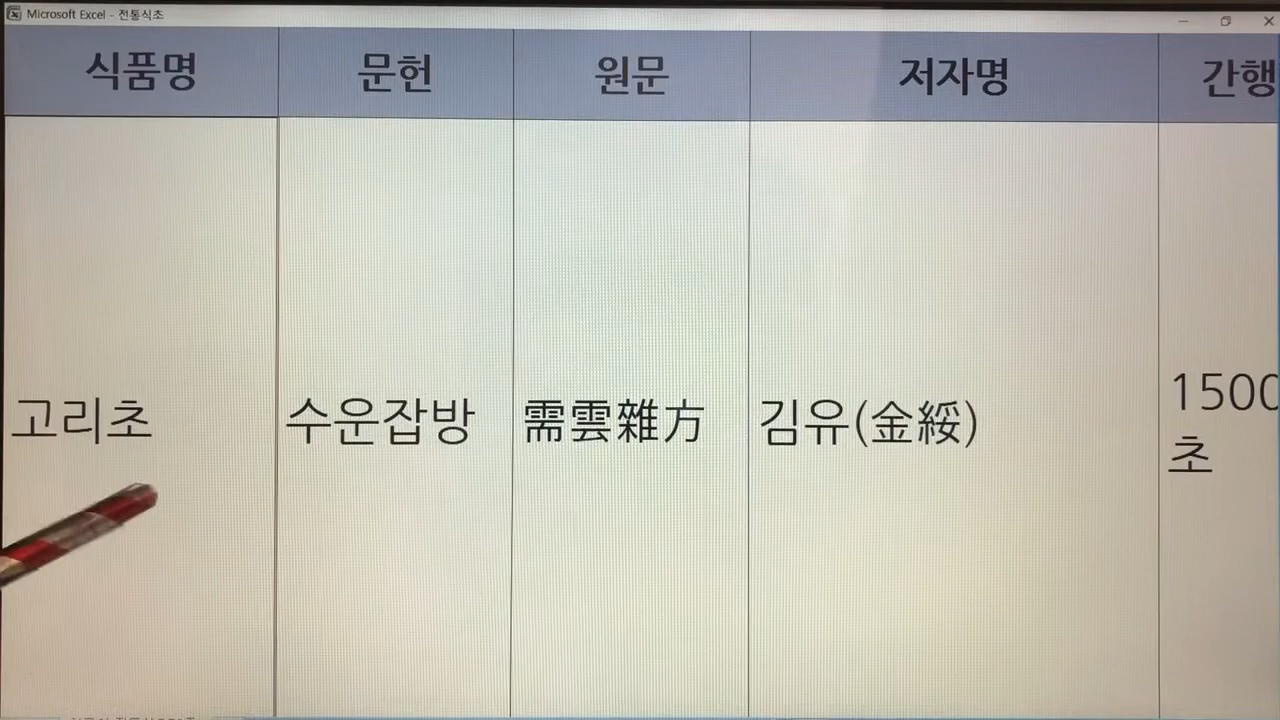 Microsoft Excel - 전통식초
식품명 문헌 원문 저자명 간행
고리초 수운잡방 需雲雜方 김유(金綏) 1500
초